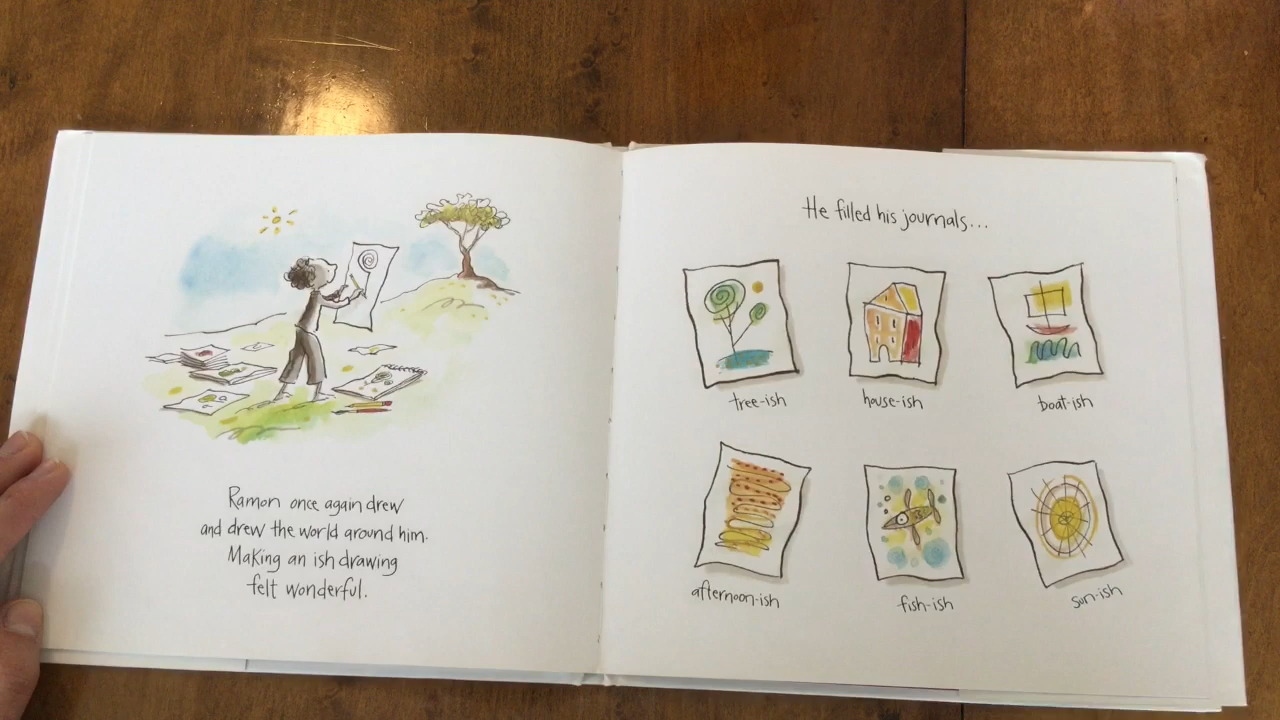 Ramon once again drew
and drew the world around him.
Making an ish drawing
felt wonderful.
He filled his journals...
tree-ish
house-ish
boat-ish
afternoon-ish
fish-ish
sun-ish